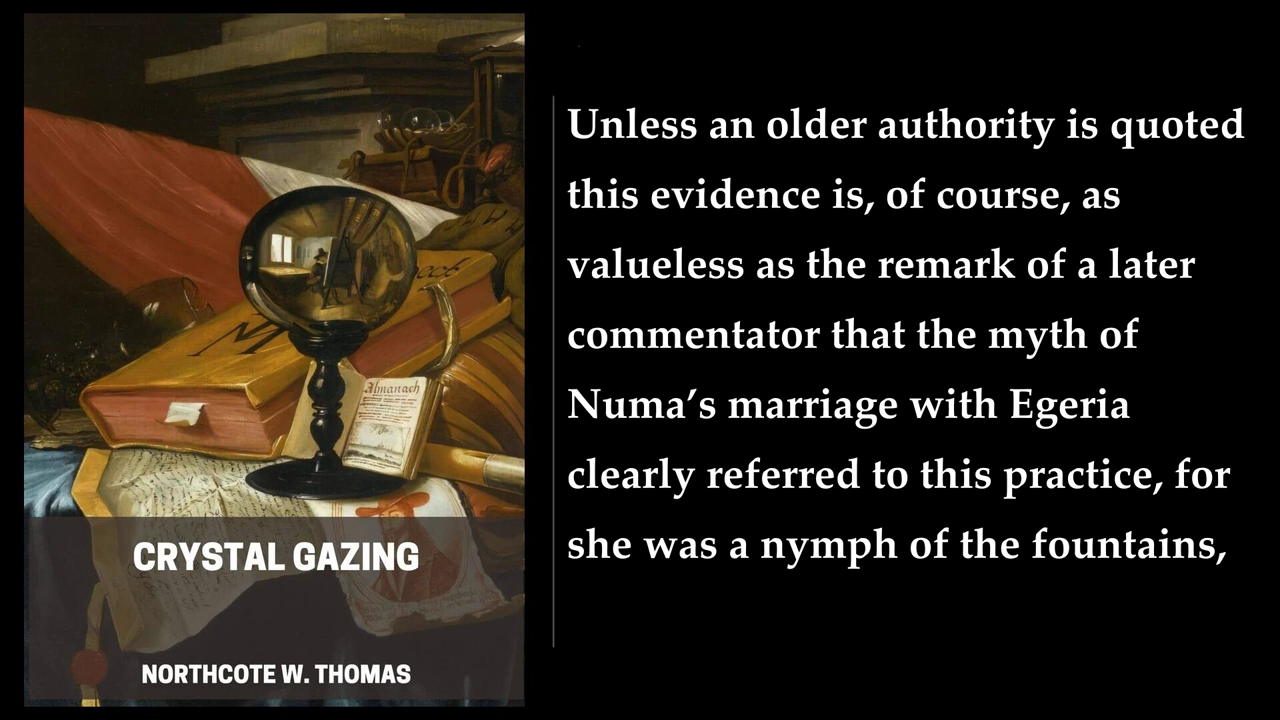 Almanach
M
CRYSTAL GAZING
NORTHCOTE W. THOMAS
Unless an older authority is quoted
this evidence is, of course, as
valueless as the remark of a later
commentator that the myth of
Numa’s marriage with Egeria
clearly referred to this practice, for
she was a nymph of the fountains,